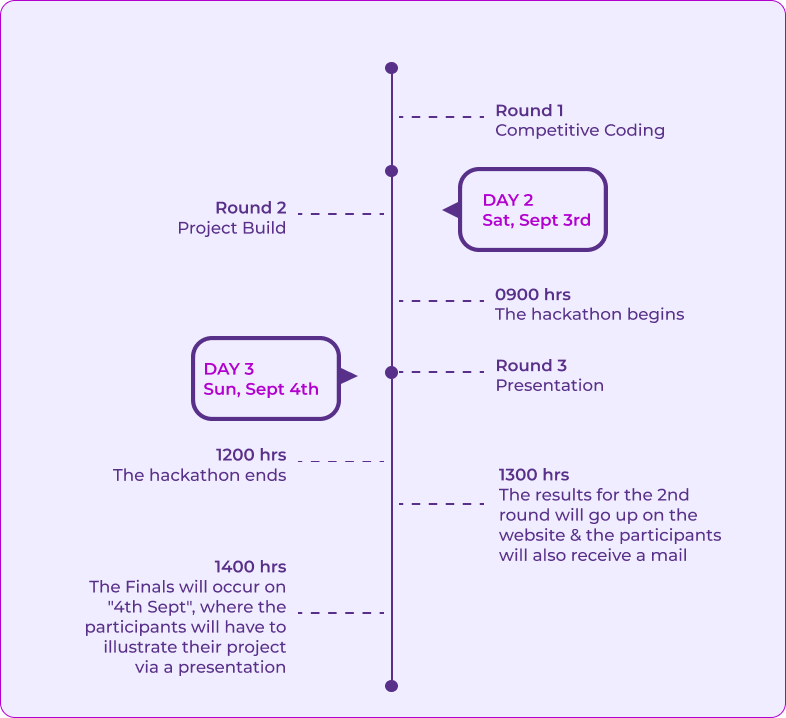 Round 1
Competitive Coding
DAY 2
Sat, Sept 3rd
Round 2
Project Build
0900 hrs
The hackathon begins
Round 3
Presentation
DAY 3
Sun, Sept 4th
1200 hrs
The hackathon ends
1300 hrs
The results for the 2nd
round will go up on the
website & the participants
will also receive a mail
1400 hrs
The Finals will occur on
"4th Sept", where the
participants will have to
illustrate their project
via a presentation